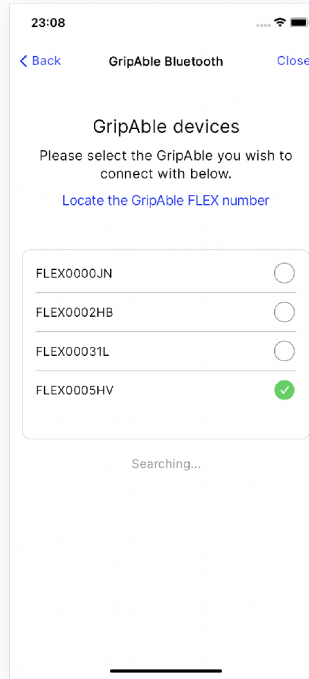 23:08
Back
GripAble Bluetooth
Close
GripAble devices
Please select the GripAble you wish to
connect with below.
Locate the GripAble FLEX number
FLEX0000JN
FLEX0002HB
FLEX00031L
FLEX0005HV
Searching...